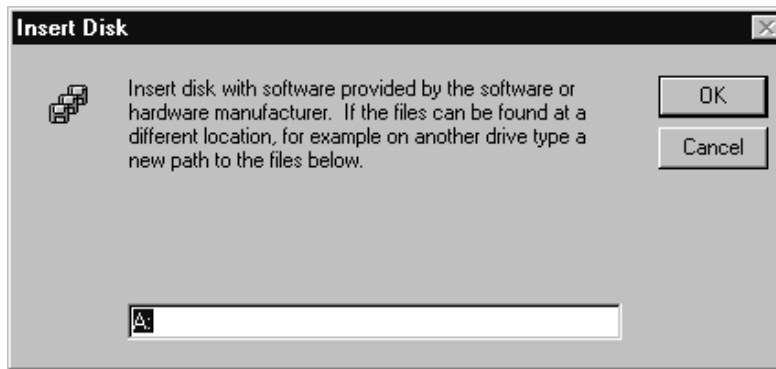 Insert Disk
Insert disk with software provided by the software or
hardware manufacturer. If the files can be found at a
different location, for example on another drive type a
new path to the files below.
OK
Cancel
A: